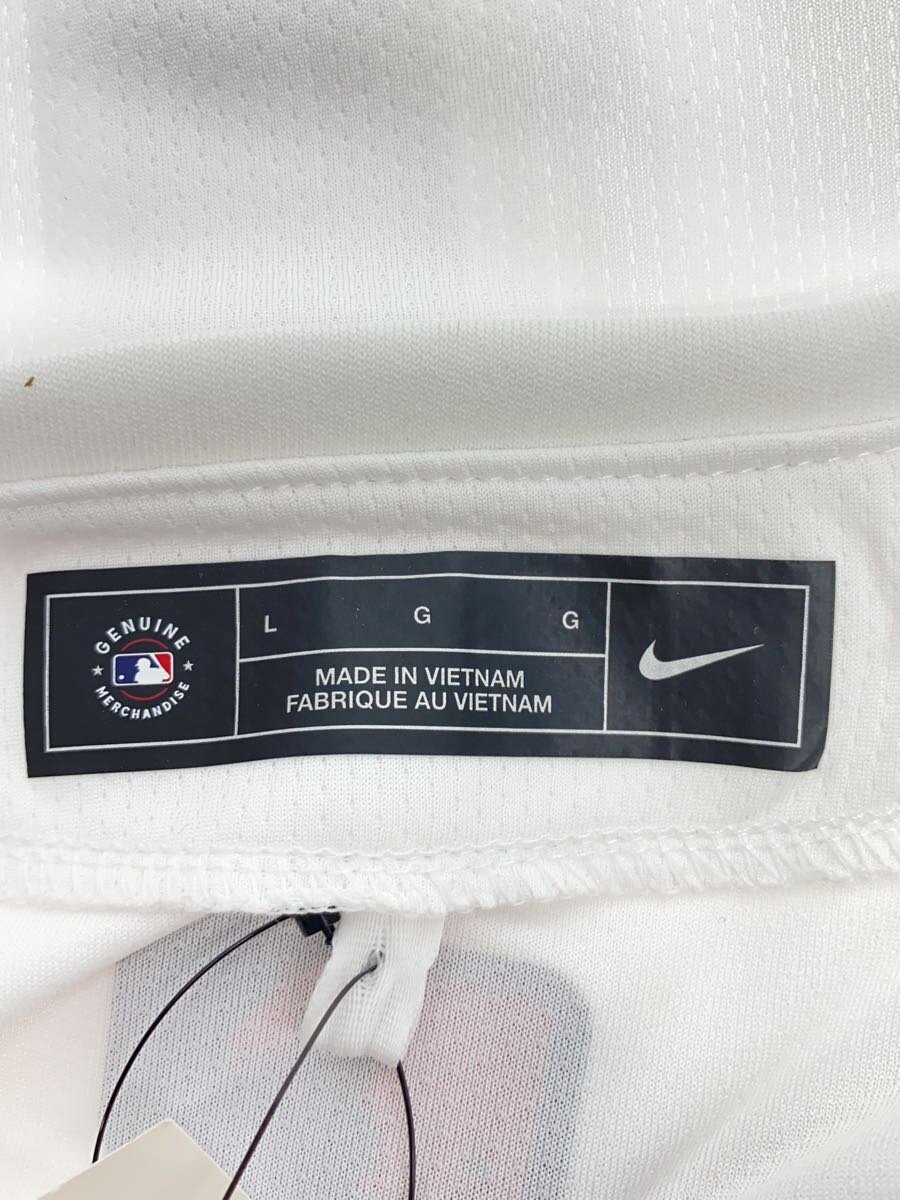 GENUINE
MERCHANDISE
L G G
MADE IN VIETNAM
FABRIQUE AU VIETNAM